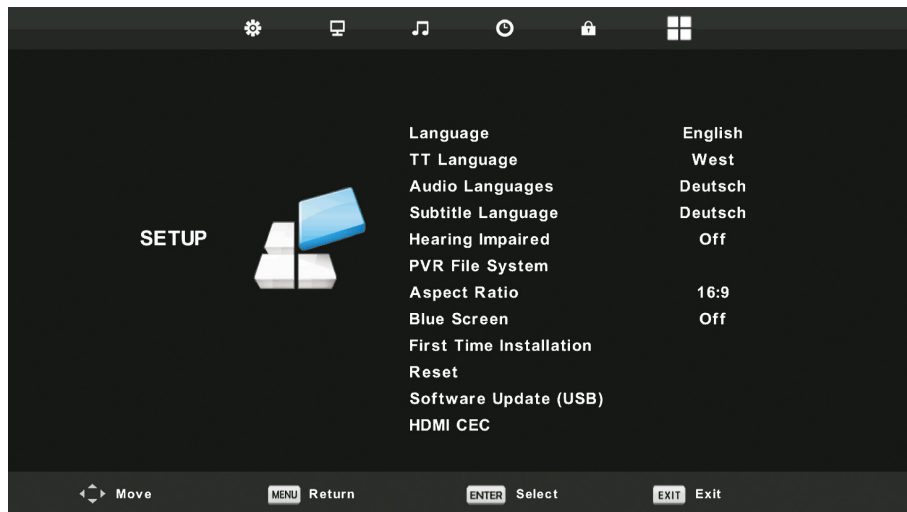 SETUP
Language English
TT Language West
Audio Languages Deutsch
Subtitle Language Deutsch
Hearing Impaired Off
PVR File System
Aspect Ratio 16:9
Blue Screen Off
First Time Installation
Reset
Software Update (USB)
HDMI CEC
Move MENU Return ENTER Select EXIT Exit